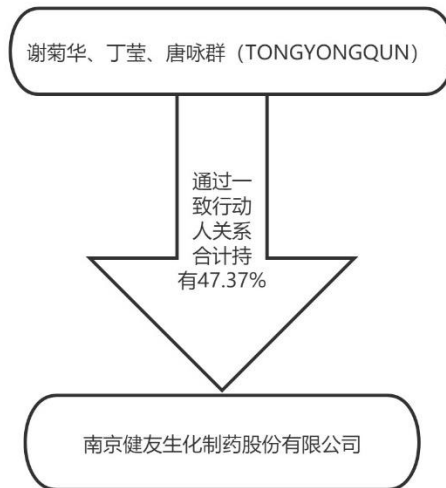 谢菊华、丁莹、唐咏群（TONGYONGQUN）
通过一
致行动
人关系
合计持
有47.37%
南京健友生化制药股份有限公司